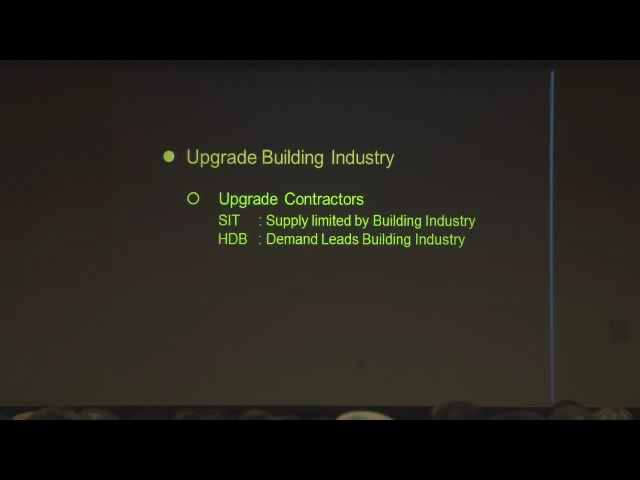 Upgrade Building Industry
Upgrade Contractors
SIT : Supply limited by Building Industry
HDB : Demand Leads Building Industry